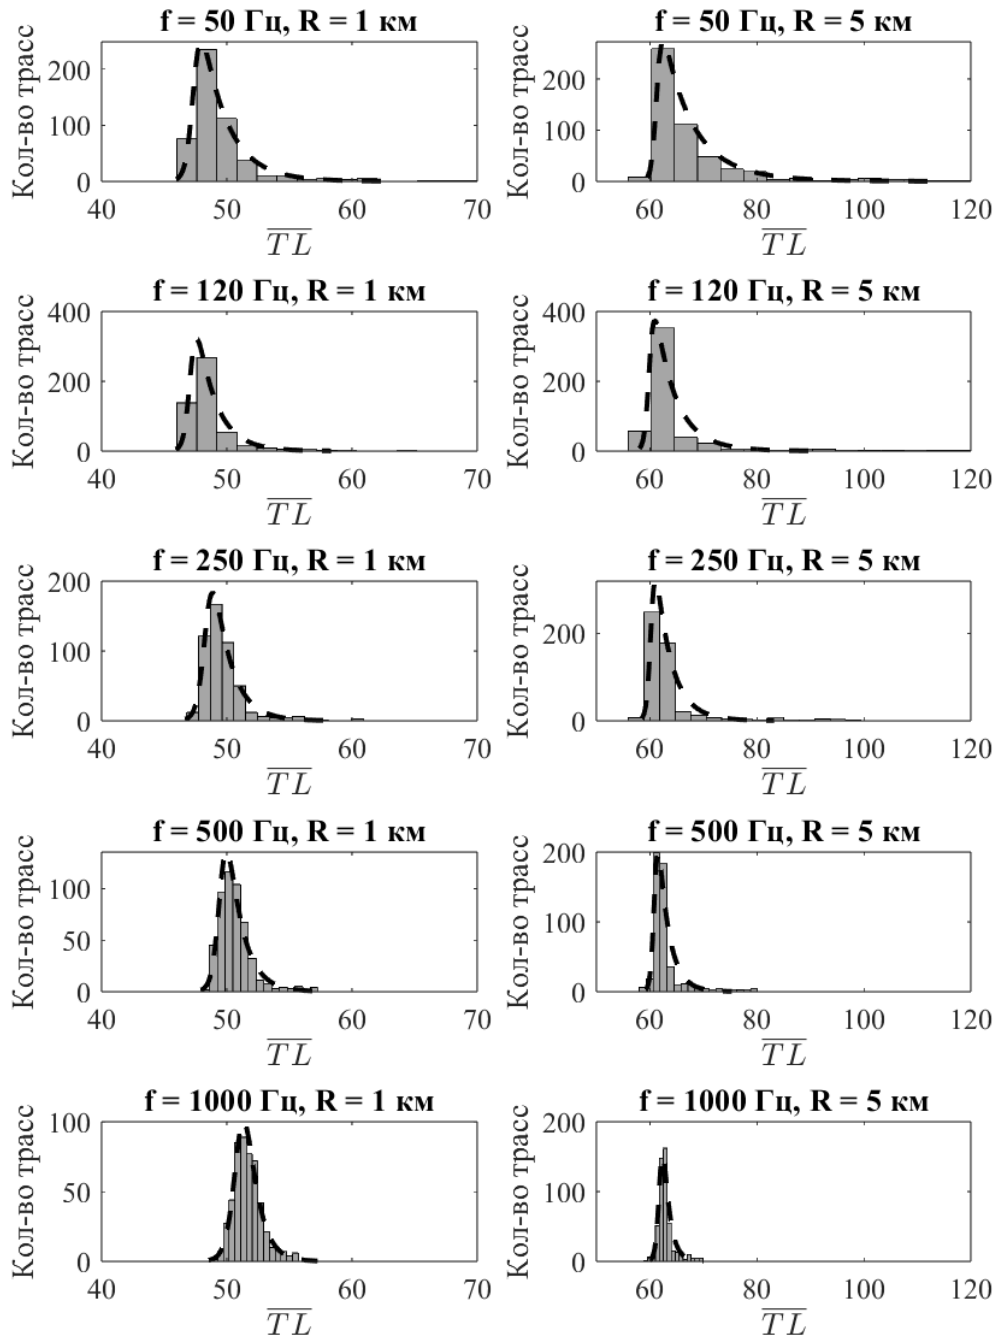 f = 50 Гц, R = 1 км
f = 50 Гц, R = 5 км
Кол-во трасс
200
100
0
40 50 60 70
TL
Кол-во трасс
200
100
0
60 80 100 120
TL
f = 120 Гц, R = 1 км
f = 120 Гц, R = 5 км
Кол-во трасс
400
200
0
40 50 60 70
TL
Кол-во трасс
400
200
0
60 80 100 120
TL
f = 250 Гц, R = 1 км
f = 250 Гц, R = 5 км
Кол-во трасс
200
100
0
40 50 60 70
TL
Кол-во трасс
200
0
60 80 100 120
TL
f = 500 Гц, R = 1 км
f = 500 Гц, R = 5 км
Кол-во трасс
100
50
0
40 50 60 70
TL
Кол-во трасс
200
100
0
60 80 100 120
TL
f = 1000 Гц, R = 1 км
f = 1000 Гц, R = 5 км
Кол-во трасс
100
50
0
40 50 60 70
TL
Кол-во трасс
200
100
0
60 80 100 120
TL